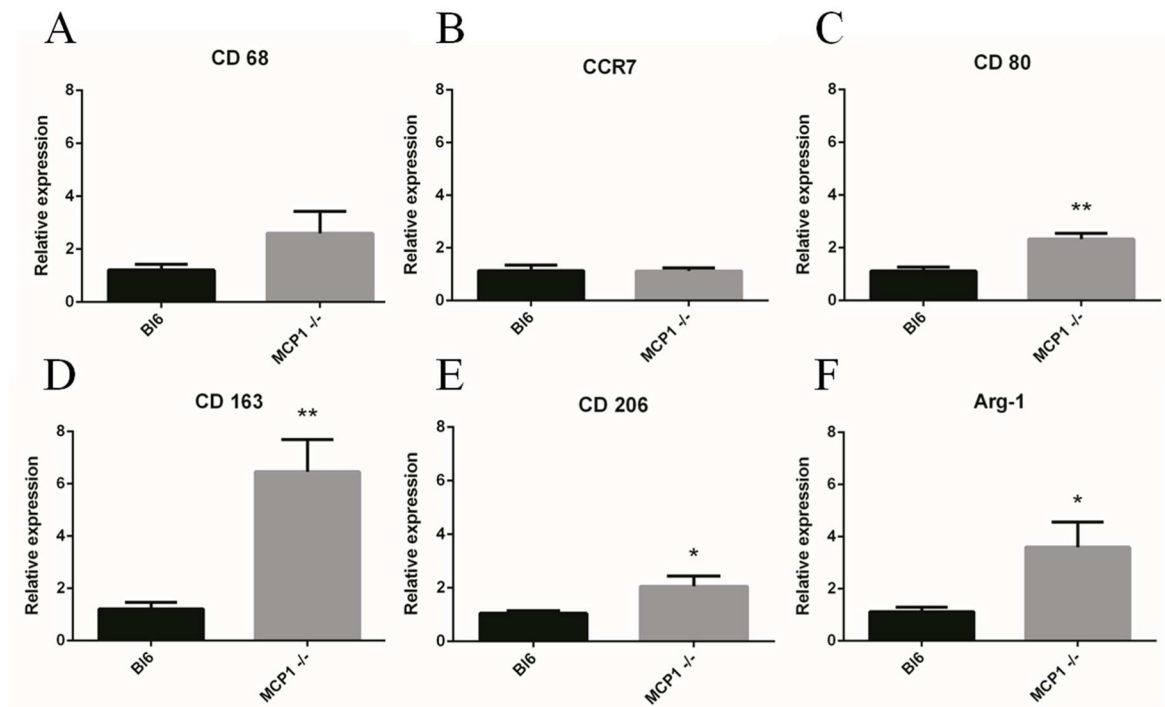 A
B
C
CD 68
CCR7
CD 80
Relative expression
8
6
4
2
0
Bl6
MCP1 -/-
Relative expression
8
6
4
2
0
Bl6
MCP1 -/-
Relative expression
8
6
4
2
0
**
Bl6
MCP1 -/-
D
E
F
CD 163
CD 206
Arg-1
Relative expression
8
6
4
2
0
**
Bl6
MCP1 -/-
Relative expression
8
6
4
2
0
*
Bl6
MCP1 -/-
Relative expression
8
6
4
2
0
*
Bl6
MCP1 -/-